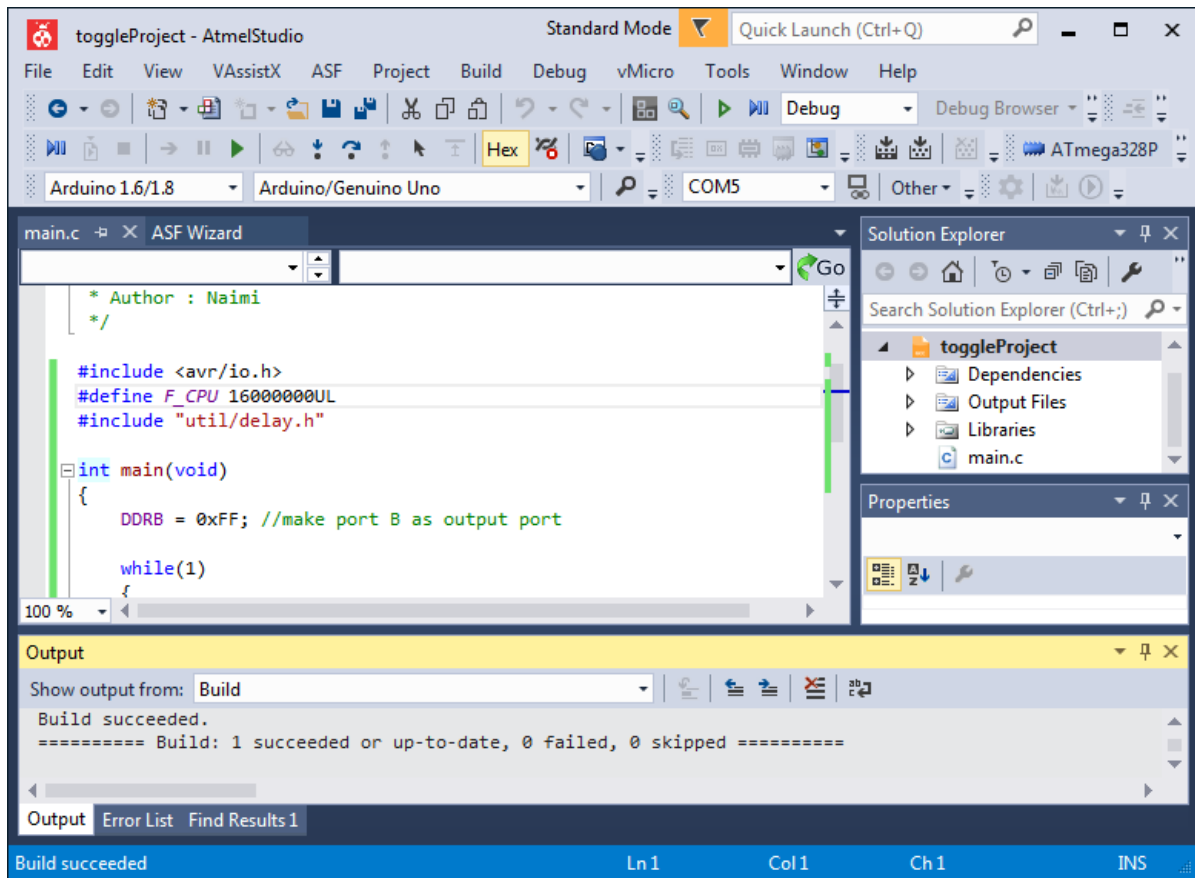 toggleProject - AtmelStudio
Standard Mode
Quick Launch (Ctrl+Q)
File Edit View VAssistX ASF Project Build Debug vMicro Tools Window Help
Debug
Debug Browser
Hex
ATmega328P
Arduino 1.6/1.8
Arduino/Genuino Uno
COM5
Other
main.c
ASF Wizard
Go
* Author : Naimi
*/
#include <avr/io.h>
#define F_CPU 16000000UL
#include "util/delay.h"
int main(void)
{
DDRB = 0xFF; //make port B as output port
while(1)
{
100 %
Solution Explorer
Search Solution Explorer (Ctrl+;)
toggleProject
Dependencies
Output Files
Libraries
main.c
Properties
Output
Show output from: Build
Build succeeded.
========== Build: 1 succeeded or up-to-date, 0 failed, 0 skipped ==========
Output Error List Find Results 1
Build succeeded Ln 1 Col 1 Ch 1 INS